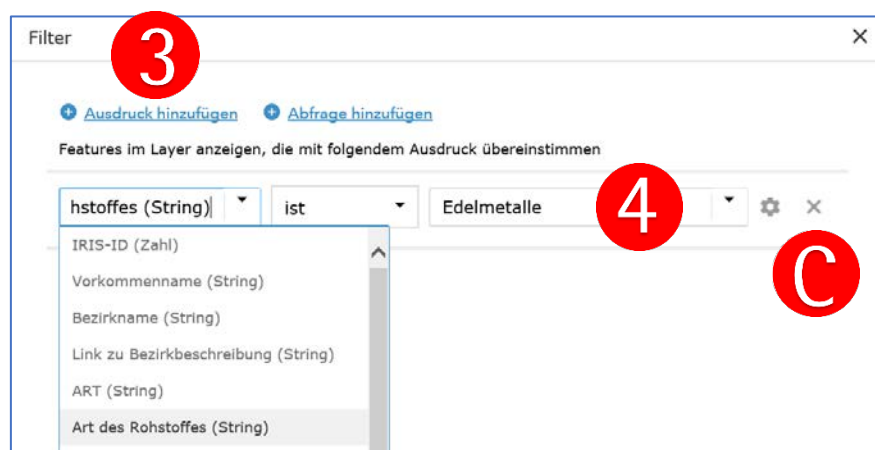 Filter
3
Ausdruck hinzufügen Abfrage hinzufügen
Features im Layer anzeigen, die mit folgendem Ausdruck übereinstimmen
hstoffes (String) ist Edelmetalle 4
IRIS-ID (Zahl)
C
Vorkommenname (String)
Bezirkname (String)
Link zu Bezirkbeschreibung (String)
ART (String)
Art des Rohstoffes (String)